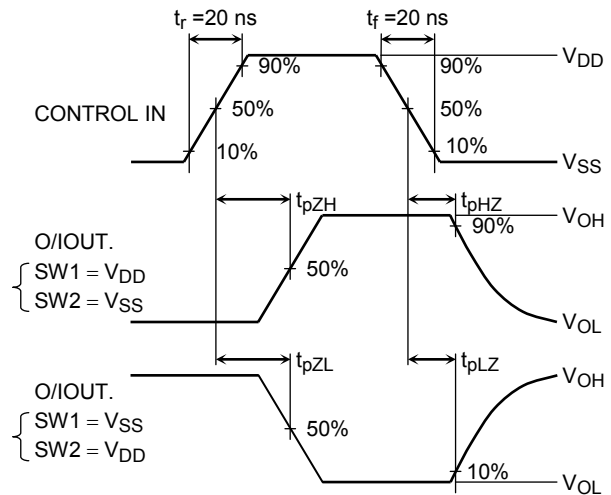 tr = 20 ns
tf = 20 ns
VDD
90%
90%
CONTROL IN
50%
50%
10%
10%
VSS
tpZH
tpHZ
VOH
90%
O/IOUT.
SW1 = VDD
SW2 = VSS
50%
VOL
tpZL
tpLZ
VOH
O/IOUT.
SW1 = VSS
SW2 = VDD
50%
10%
VOL